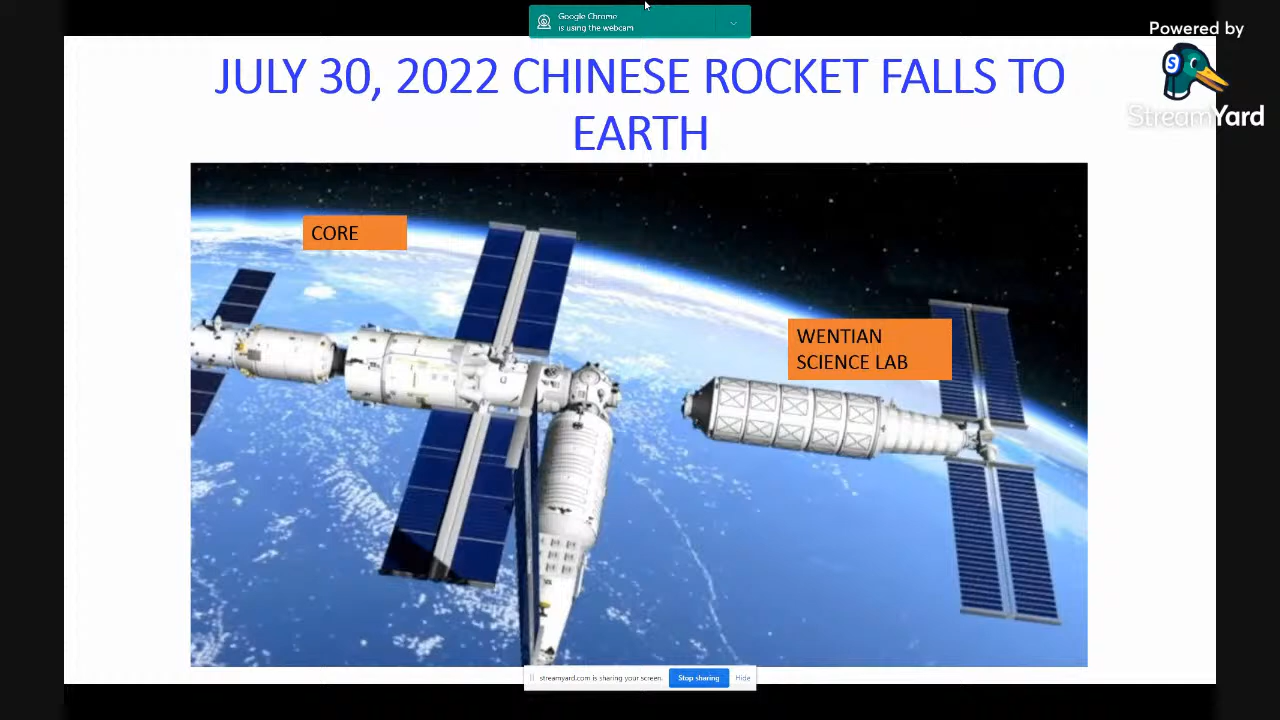 Google Chrome
is using the webcam
Powered by
S
StreamYard
JULY 30, 2022 CHINESE ROCKET FALLS TO
EARTH
CORE
WENTIAN
SCIENCE LAB
streamyard.com is sharing your screen.
Stop sharing
Hide